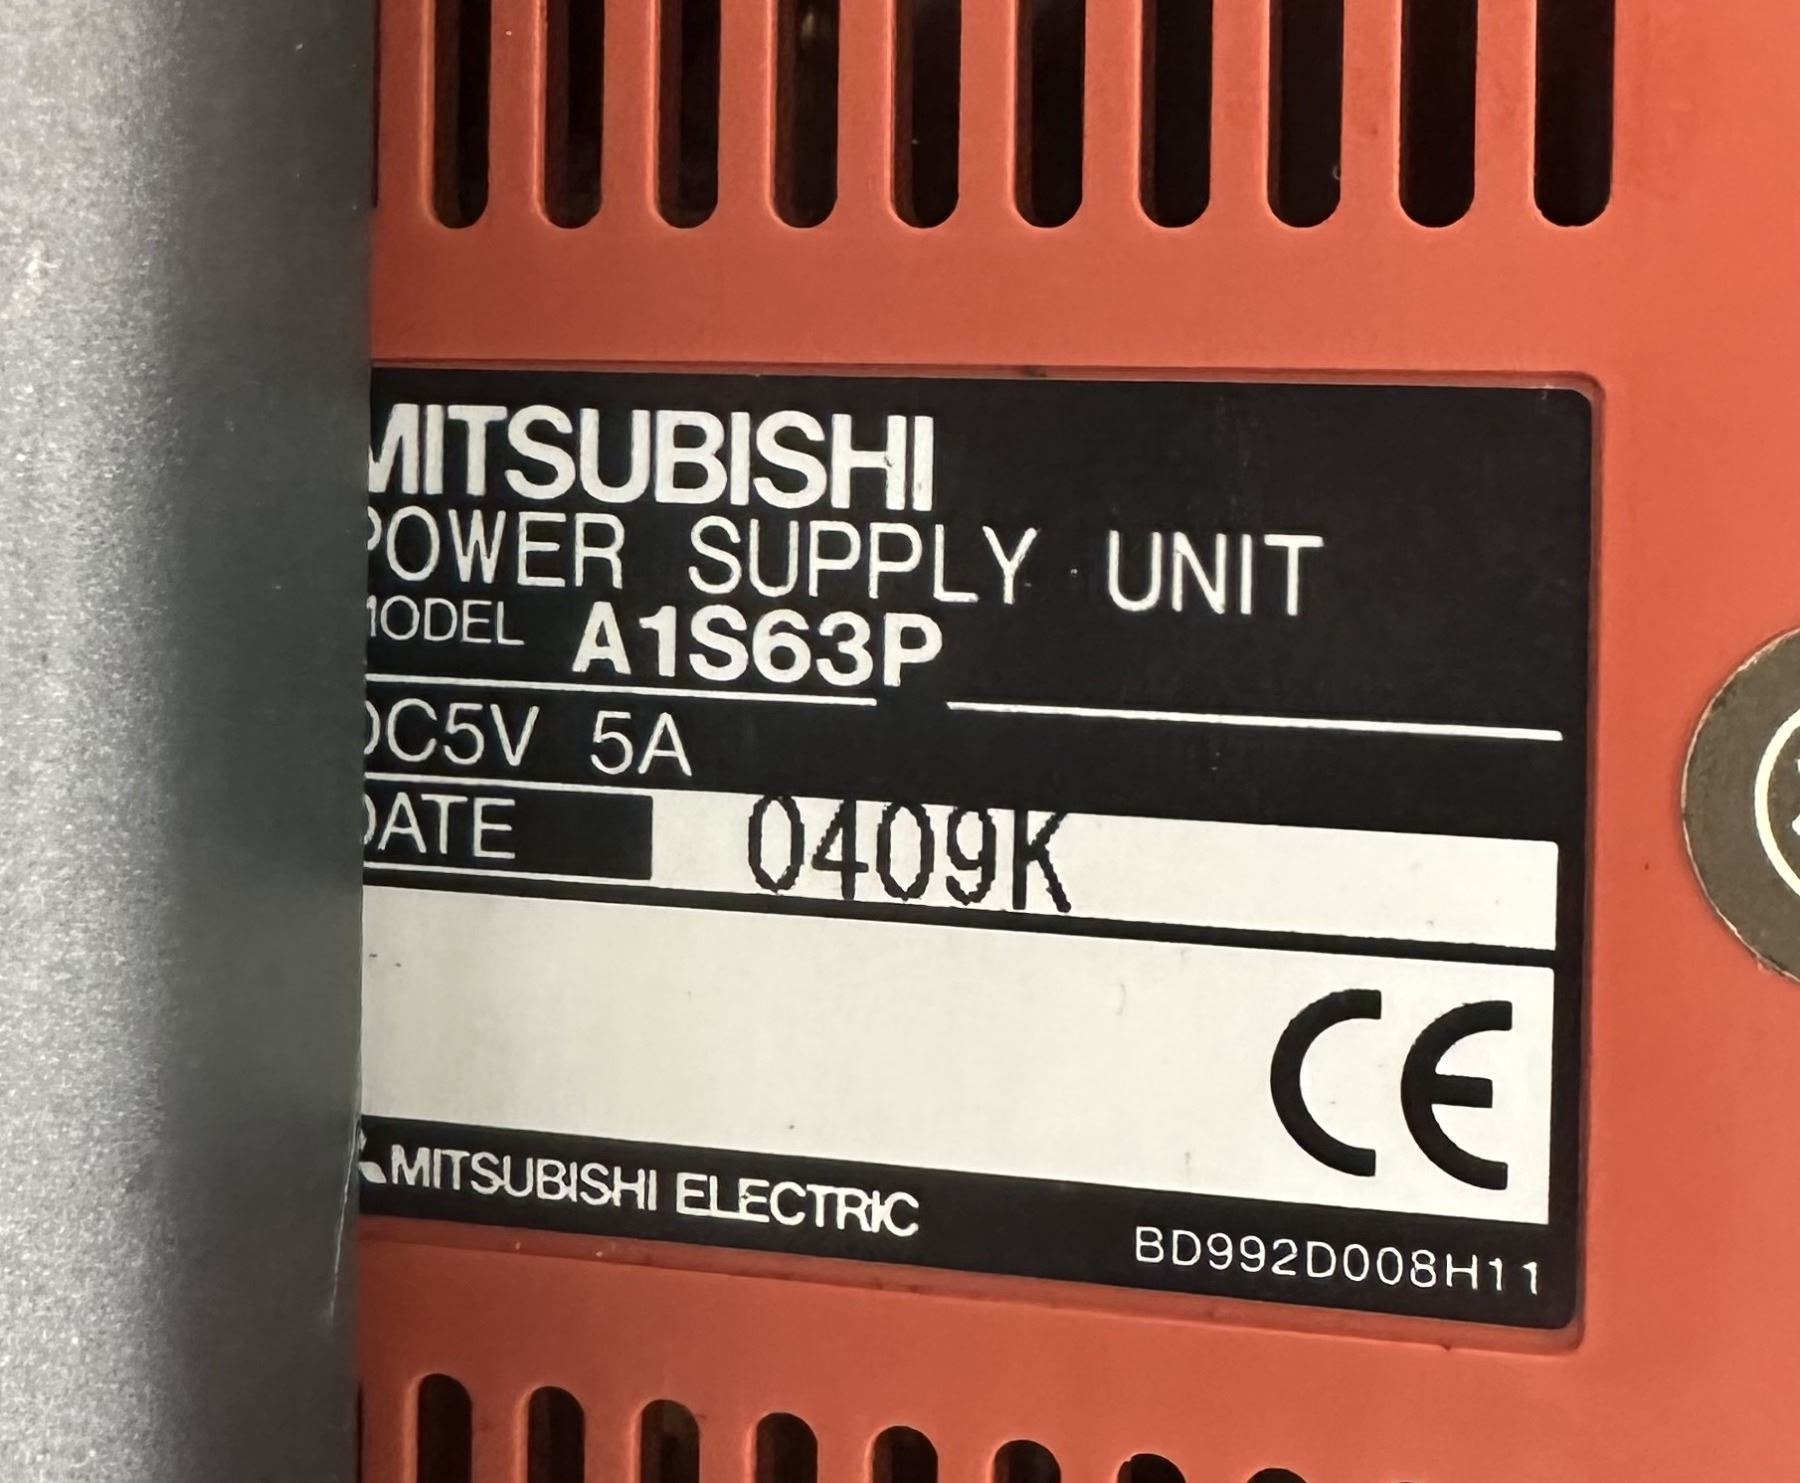 MITSUBISHI
POWER SUPPLY UNIT
MODEL A1S63P
DC5V 5A
DATE 0409K
CE
MITSUBISHI ELECTRIC
BD992D008H11